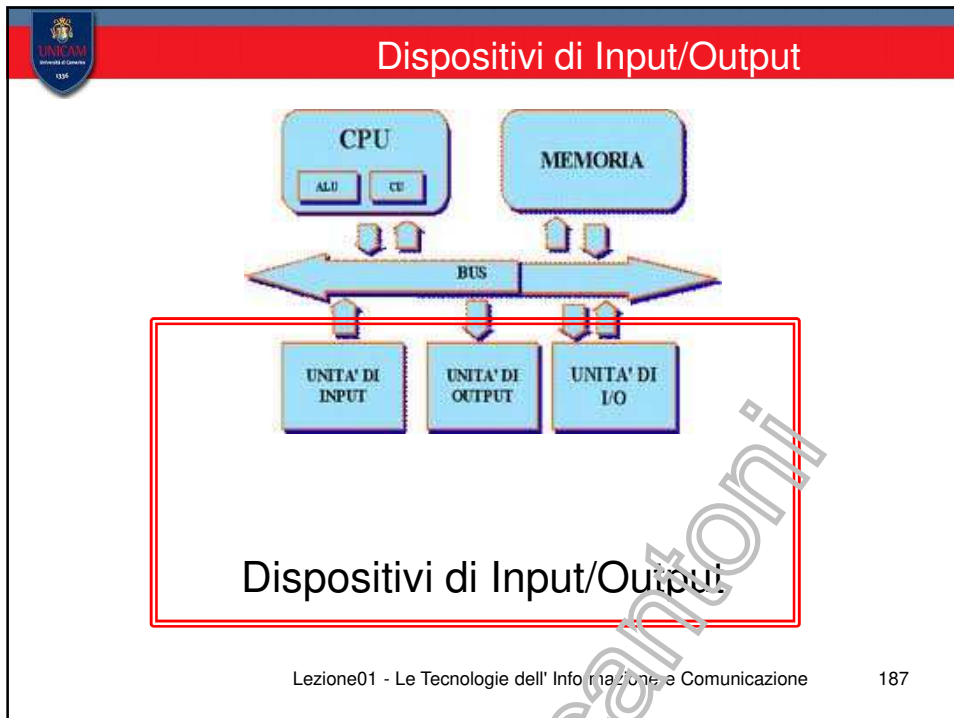 UNICAM
Università di Camerino
1336
Dispositivi di Input/Output
CPU
ALU CU
MEMORIA
BUS
UNITA' DI
INPUT
UNITA' DI
OUTPUT
UNITA' DI
I/O
Dispositivi di Input/Output
Lezione01 - Le Tecnologie dell' Informazione e Comunicazione 187
antoni